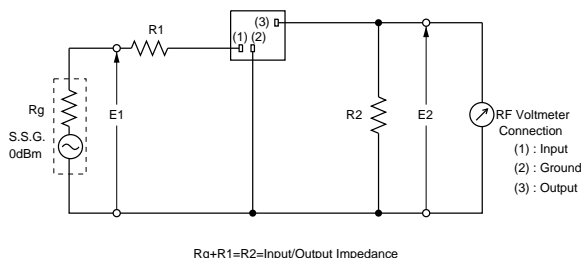 R1
(3)
(1) (2)
Rg
S.S.G.
0dBm
E1
R2
E2
RF Voltmeter
Connection
(1) : Input
(2) : Ground
(3) : Output
Rg+R1=R2=Input/Output Impedance